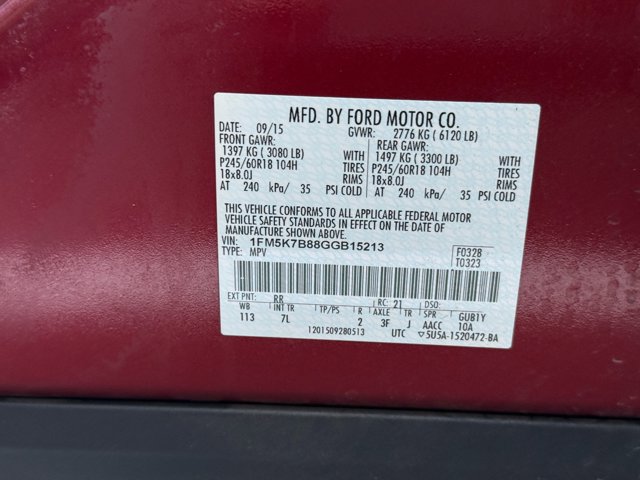 MFD. BY FORD MOTOR CO.
DATE: 09/15 GVWR: 2776 KG ( 6120 LB)
FRONT GAWR: REAR GAWR:
1397 KG ( 3080 LB) WITH 1497 KG ( 3300 LB) WITH
P245/60R18 104H TIRES P245/60R18 104H TIRES
18x8.0J RIMS 18x8.0J RIMS
AT 240 kPa/ 35 PSI COLD AT 240 kPa/ 35 PSI COLD
THIS VEHICLE CONFORMS TO ALL APPLICABLE FEDERAL MOTOR
VEHICLE SAFETY STANDARDS IN EFFECT ON THE DATE OF
MANUFACTURE SHOWN ABOVE.
VIN: 1FM5K7B88GGB15213 F0328
TYPE: MPV T0323
EXT PNT: RR RC: 21 DSO:
WB INT TR TP/PS R AXLE TR SPR GUB1Y
113 7L 2 3F J AACC 10A
1201509280513 UTC ▽5U5A-1520472-BA